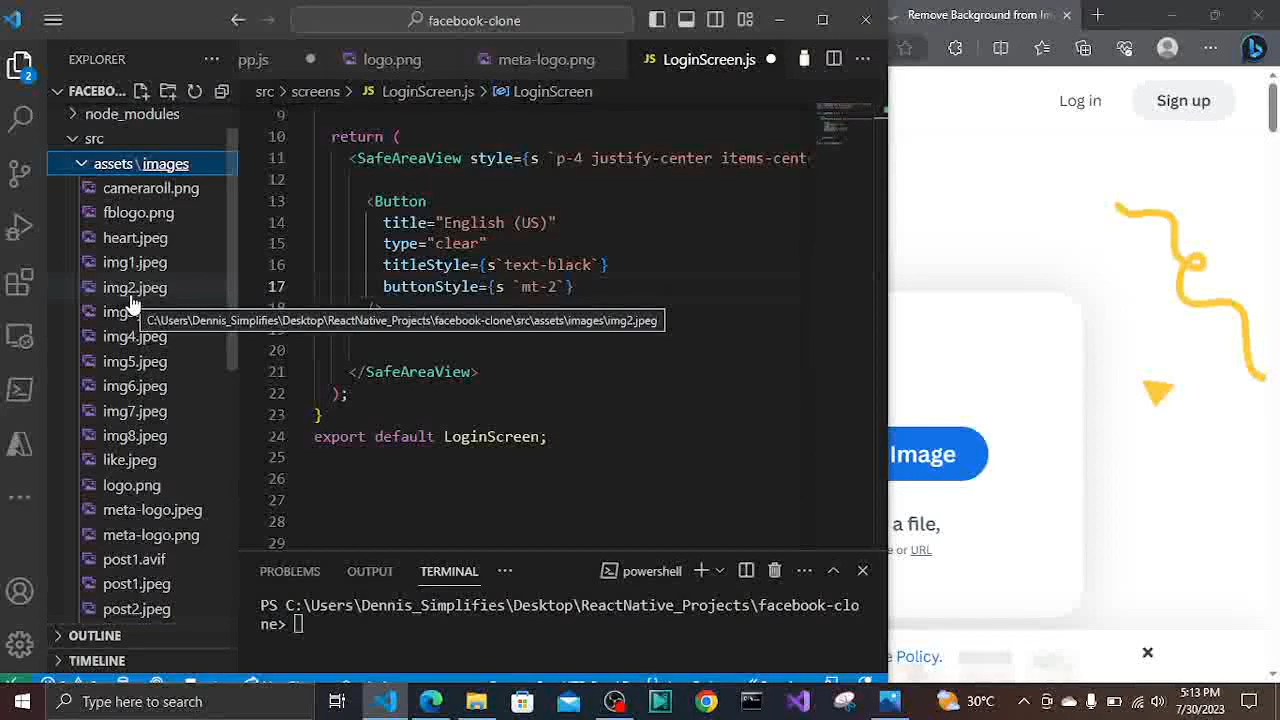 facebook-clone
Remove Background from Im
EXPLORER
pp.js
logo.png
meta-logo.png
LoginScreen.js
FACEBO...
src > screens > LoginScreen.js > LoginScreen
Log in
Sign up
node_modules
src
assets \ images
cameraroll.png
fblogo.png
heart.jpeg
img1.jpeg
img2.jpeg
img4.jpeg
img5.jpeg
img6.jpeg
img7.jpeg
img8.jpeg
like.jpeg
logo.png
meta-logo.jpeg
meta-logo.png
post1.avif
post1.jpeg
post2.jpeg
OUTLINE
TIMELINE
2
9
10 return (
11 <SafeAreaView style={s `p-4 justify-center items-cent
12
13 <Button
14 title="English (US)"
15 type="clear"
16 titleStyle={s`text-black`}
17 buttonStyle={s `mt-2`}
18 />
C:\Users\Dennis_Simplifies\Desktop\ReactNative_Projects\facebook-clone\src\assets\images\img2.jpeg
20
21 </SafeAreaView>
22 );
23 }
24 export default LoginScreen;
25
26
27
28
29
Image
a file,
e or URL
e Policy.
PROBLEMS
OUTPUT
TERMINAL
powershell
PS C:\Users\Dennis_Simplifies\Desktop\ReactNative_Projects\facebook-clo
ne>
Type here to search
30°C
7:13 PM
7/30/2023